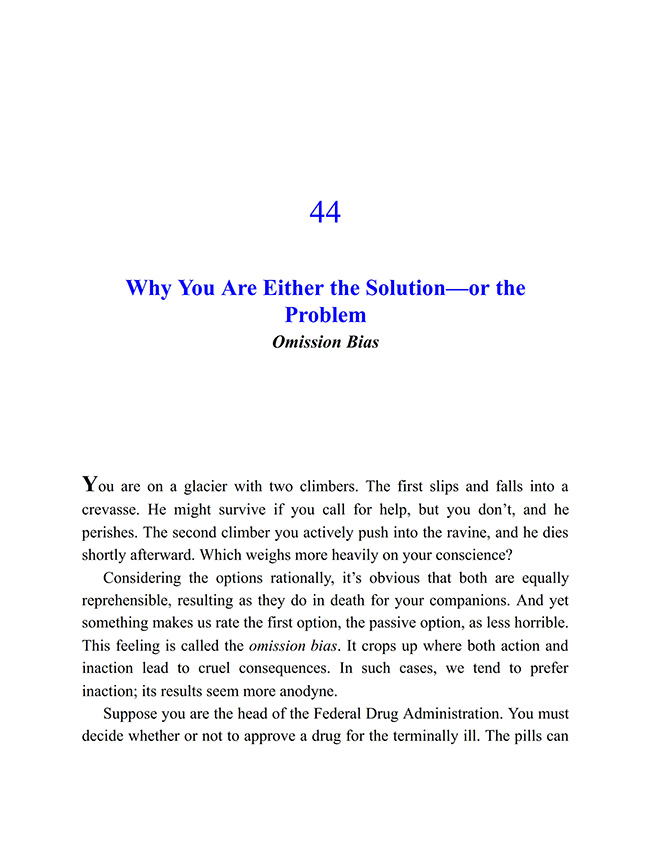 44
Why You Are Either the Solution—or the
Problem
Omission Bias
You are on a glacier with two climbers. The first slips and falls into a
crevasse. He might survive if you call for help, but you don’t, and he
perishes. The second climber you actively push into the ravine, and he dies
shortly afterward. Which weighs more heavily on your conscience?
Considering the options rationally, it’s obvious that both are equally
reprehensible, resulting as they do in death for your companions. And yet
something makes us rate the first option, the passive option, as less horrible.
This feeling is called the omission bias. It crops up where both action and
inaction lead to cruel consequences. In such cases, we tend to prefer
inaction; its results seem more anodyne.
Suppose you are the head of the Federal Drug Administration. You must
decide whether or not to approve a drug for the terminally ill. The pills can